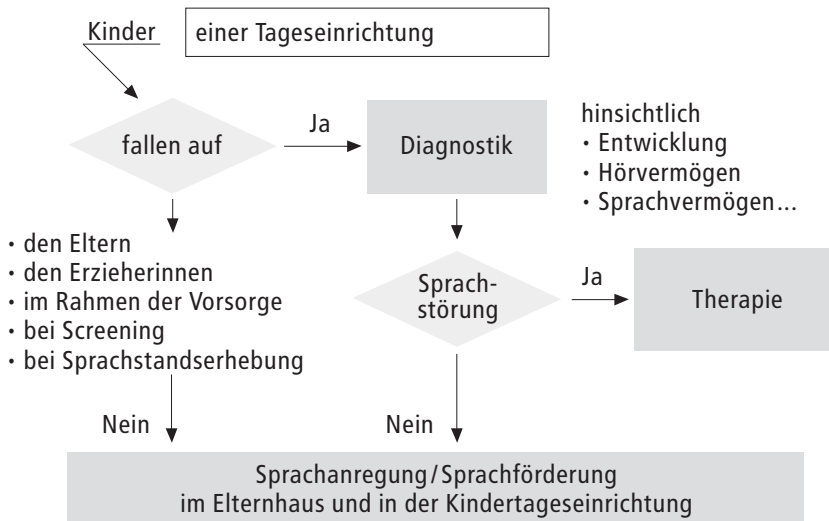 Kinder
einer Tageseinrichtung
fallen auf
Ja
Diagnostik
hinsichtlich
· Entwicklung
· Hörvermögen
· Sprachvermögen...
· den Eltern
· den Erzieherinnen
· im Rahmen der Vorsorge
· bei Screening
· bei Sprachstandserhebung
Sprach-
störung
Ja
Therapie
Nein
Nein
Sprachanregung/Sprachförderung
im Elternhaus und in der Kindertageseinrichtung